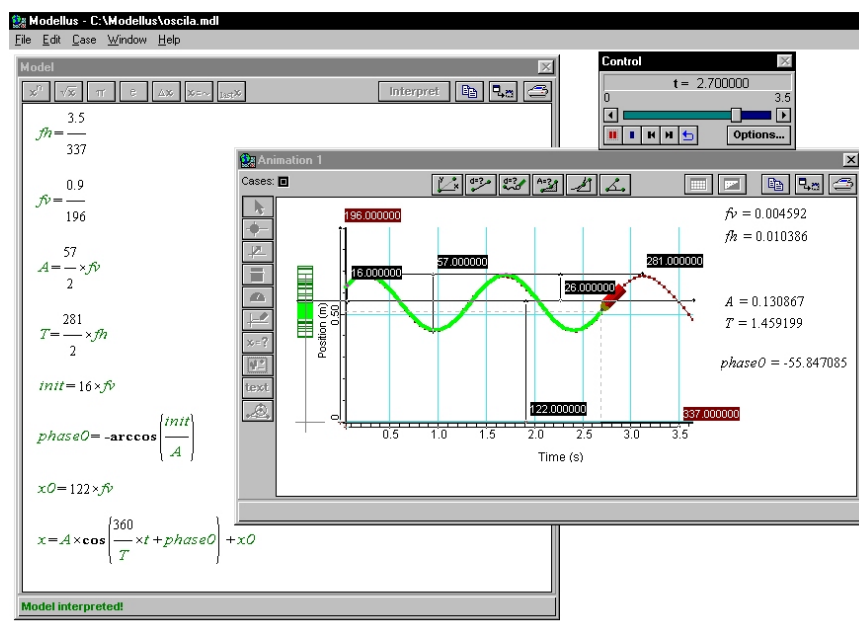 Modellus - C:\Modellus\oscila.mdl
File Edit Case Window Help
Model
Interpret
fh = 3.5 / 337
fv = 0.9 / 196
A = 57 / 2 × fv
T = 281 / 2 × fh
init = 16 × fv
phase0 = -arccos ( init / A )
x0 = 122 × fv
x = A × cos ( 360 / T × t + phase0 ) + x0
Model interpreted!
Control
t = 2.700000
0 3.5
Options...
Animation 1
Cases:
x=?
text
196.000000
16.000000
57.000000
26.000000
281.000000
122.000000
337.000000
Position (m)
0.50
0
0.5 1.0 1.5 2.0 2.5 3.0 3.5
Time (s)
fv = 0.004592
fh = 0.010386
A = 0.130867
T = 1.459199
phase0 = -55.847085